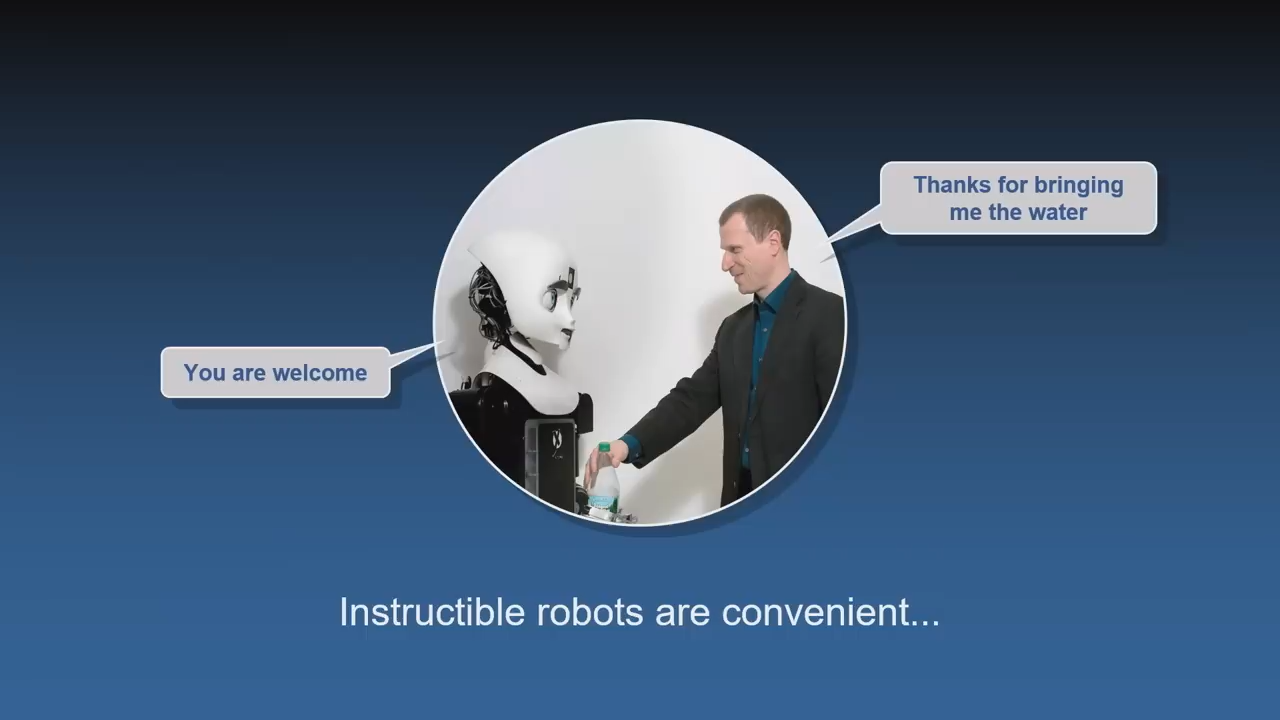 Thanks for bringing
me the water
You are welcome
Instructible robots are convenient...